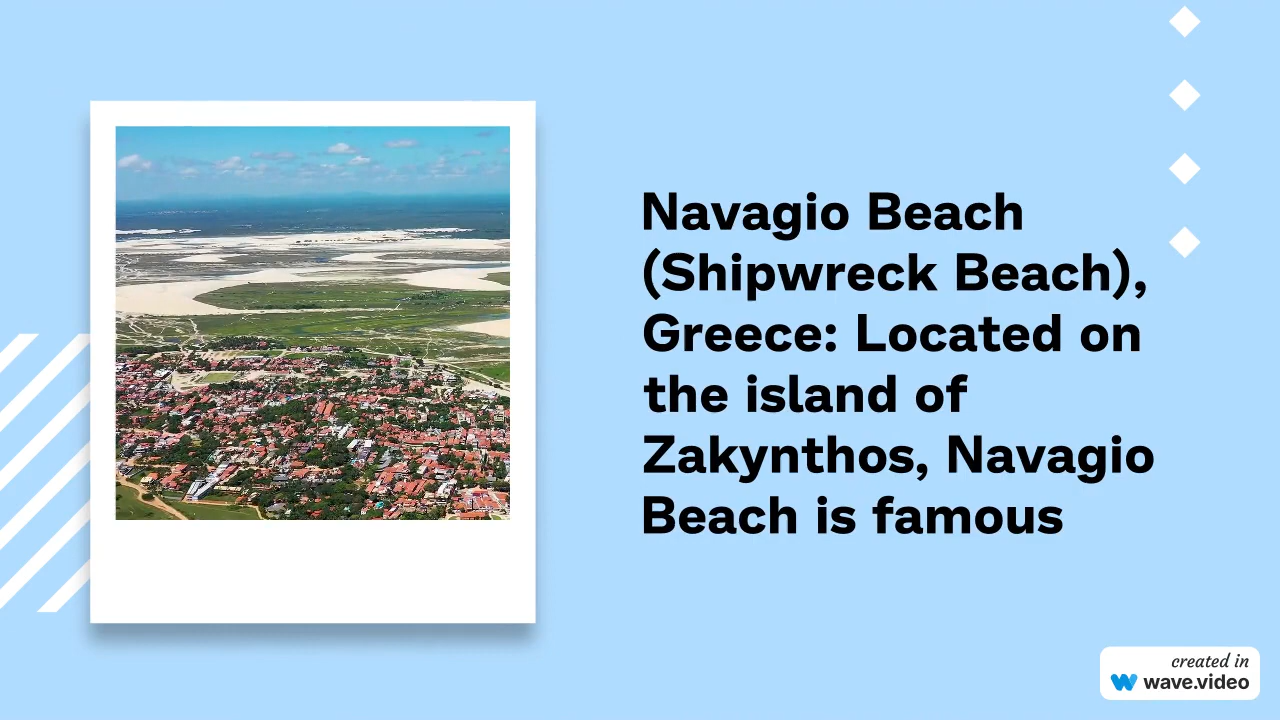 Navagio Beach
(Shipwreck Beach),
Greece: Located on
the island of
Zakynthos, Navagio
Beach is famous
created in
wave.video